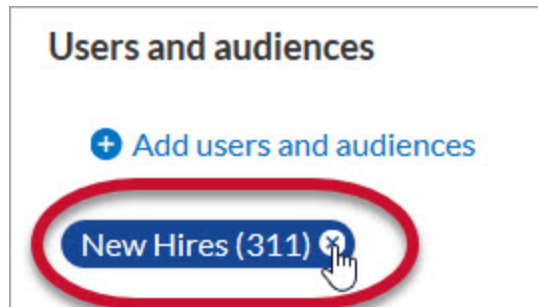 Users and audiences
Add users and audiences
New Hires (311)